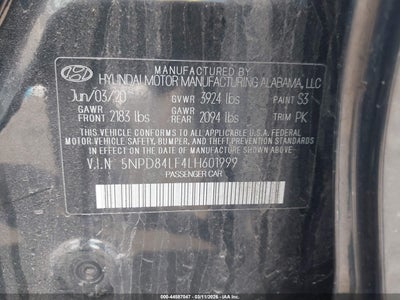 MANUFACTURED BY
HYUNDAI MOTOR MANUFACTURING ALABAMA, LLC
Jun/03/20 GVWR 3924 lbs PAINT S3
GAWR FRONT 2183 lbs GAWR REAR 2094 lbs TRIM PK
THIS VEHICLE CONFORMS TO ALL APPLICABLE U.S.A. FEDERAL
MOTOR VEHICLE SAFETY, BUMPER, AND THEFT PREVENTION STANDARDS
IN EFFECT ON THE DATE OF MANUFACTURE SHOWN ABOVE.
V.I.N 5NPD84LF4LH601999
PASSENGER CAR
000-44587047 - 03/11/2026 - IAAI.COM